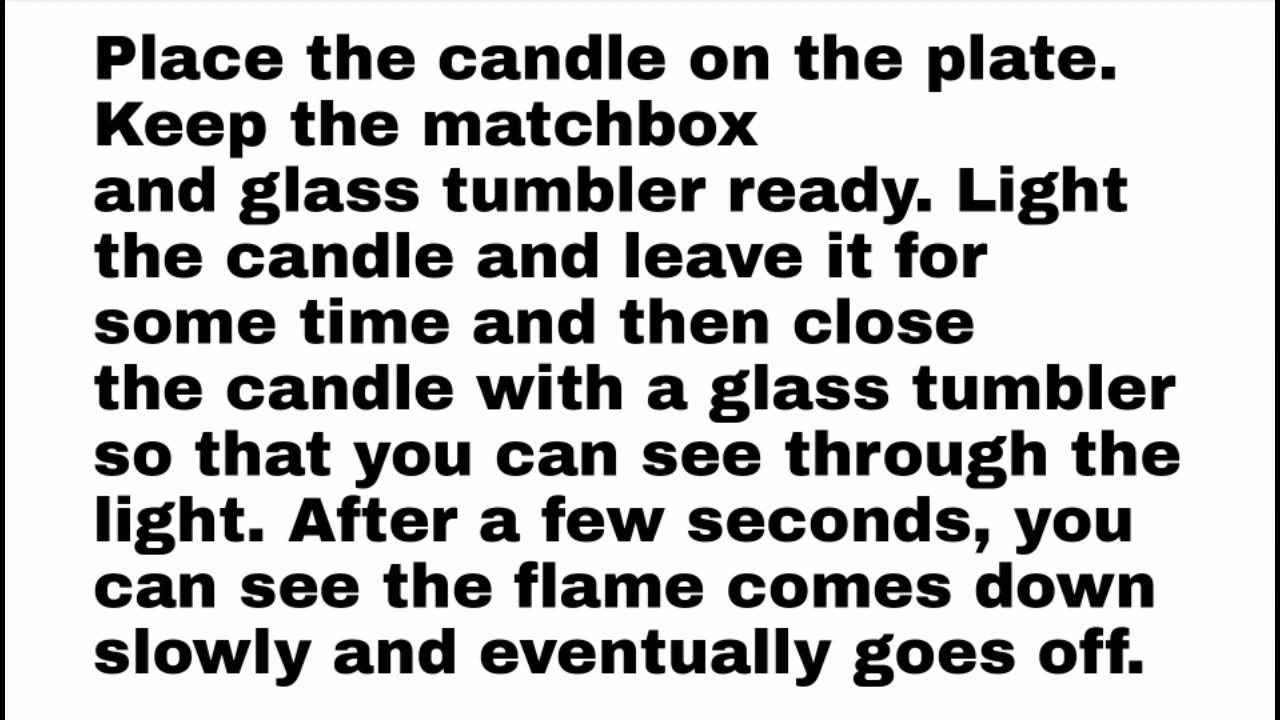 Place the candle on the plate.
Keep the matchbox
and glass tumbler ready. Light
the candle and leave it for
some time and then close
the candle with a glass tumbler
so that you can see through the
light. After a few seconds, you
can see the flame comes down
slowly and eventually goes off.